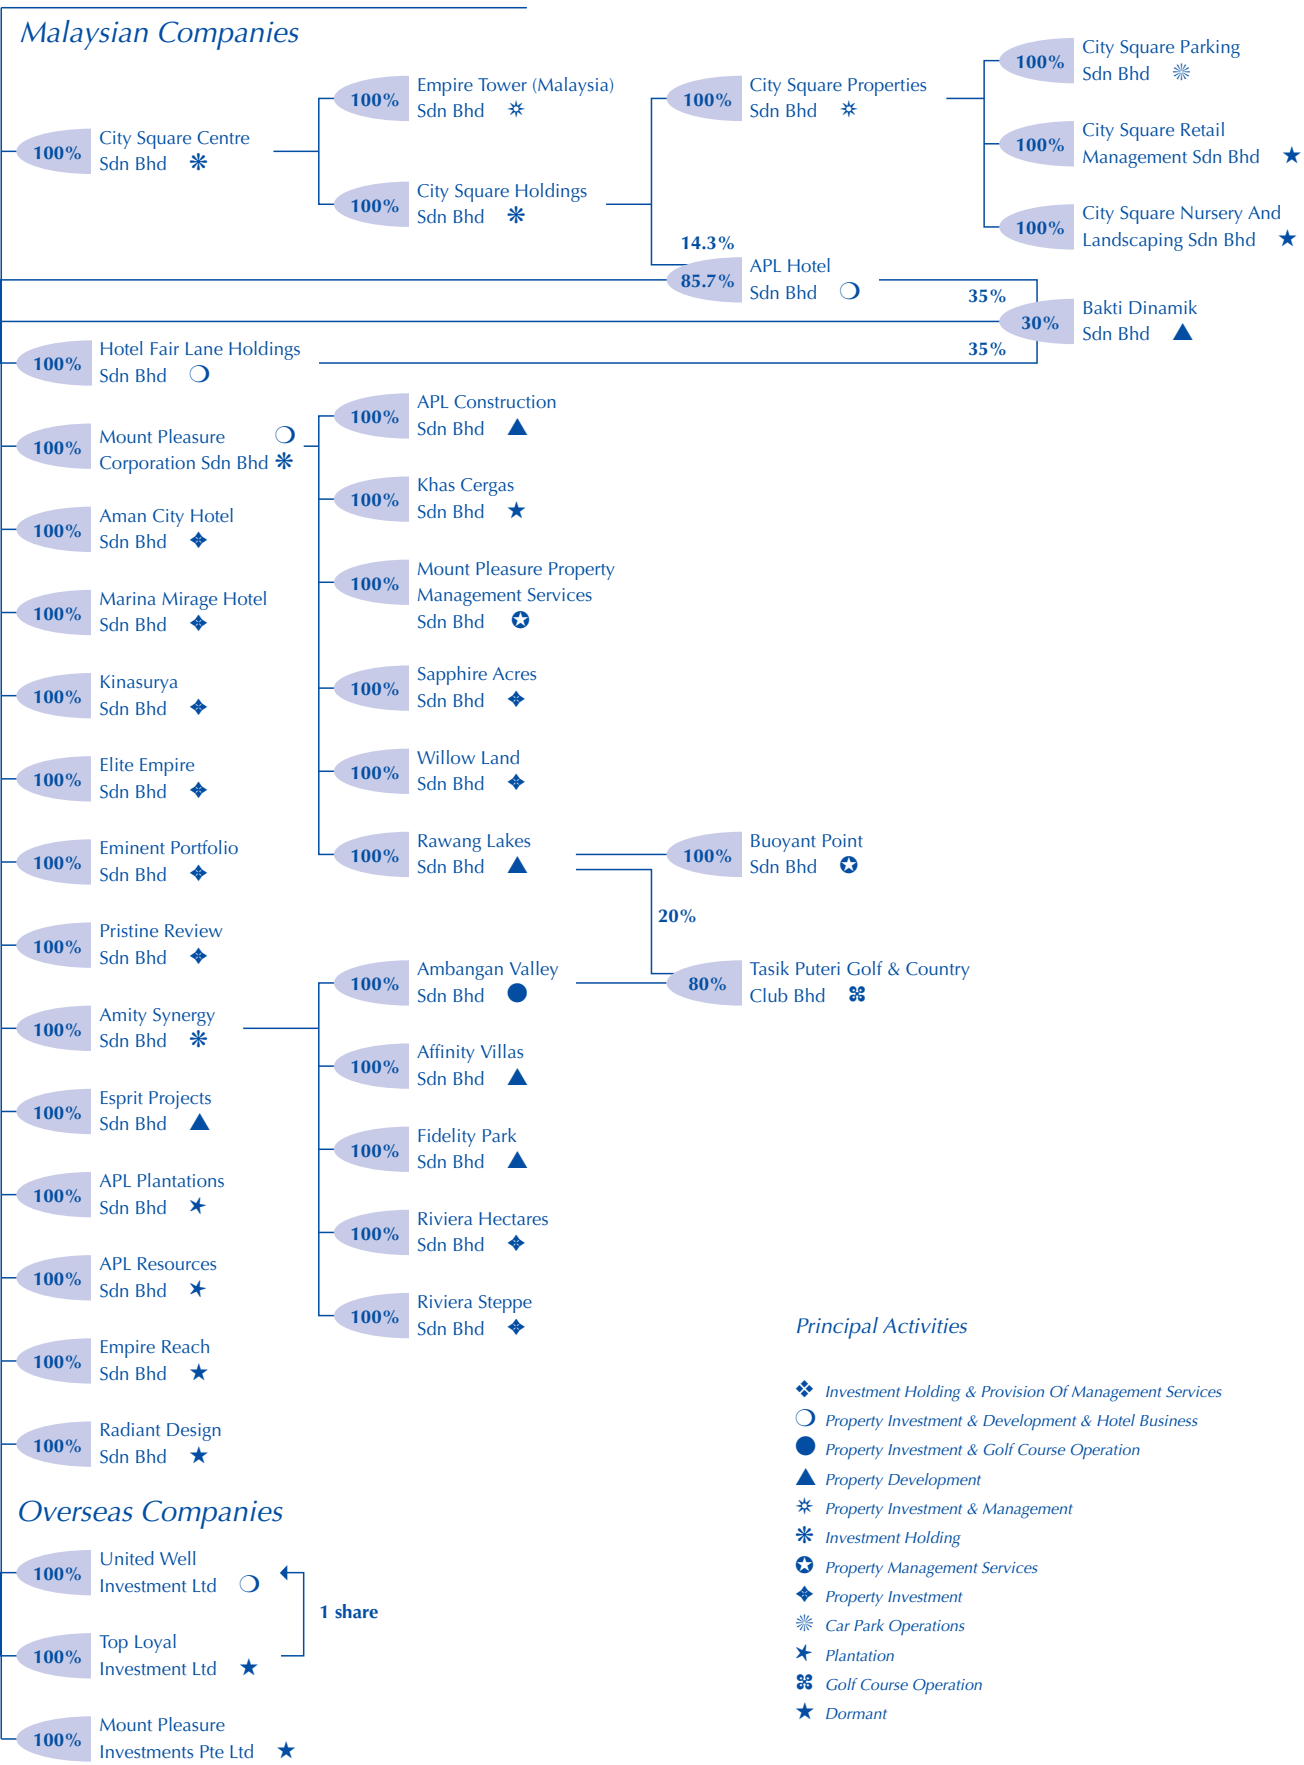 Malaysian Companies
100%
City Square Centre
Sdn Bhd
100%
Empire Tower (Malaysia)
Sdn Bhd
100%
City Square Holdings
Sdn Bhd
100%
City Square Properties
Sdn Bhd
100%
City Square Parking
Sdn Bhd
100%
City Square Retail
Management Sdn Bhd
100%
City Square Nursery And
Landscaping Sdn Bhd
14.3%
85.7%
APL Hotel
Sdn Bhd
35%
30%
Bakti Dinamik
Sdn Bhd
35%
100%
Hotel Fair Lane Holdings
Sdn Bhd
100%
Mount Pleasure
Corporation Sdn Bhd
100%
APL Construction
Sdn Bhd
100%
Khas Cergas
Sdn Bhd
100%
Mount Pleasure Property
Management Services
Sdn Bhd
100%
Sapphire Acres
Sdn Bhd
100%
Willow Land
Sdn Bhd
100%
Rawang Lakes
Sdn Bhd
100%
Buoyant Point
Sdn Bhd
20%
100%
Aman City Hotel
Sdn Bhd
100%
Marina Mirage Hotel
Sdn Bhd
100%
Kinasurya
Sdn Bhd
100%
Elite Empire
Sdn Bhd
100%
Eminent Portfolio
Sdn Bhd
100%
Pristine Review
Sdn Bhd
100%
Amity Synergy
Sdn Bhd
100%
Ambangan Valley
Sdn Bhd
80%
Tasik Puteri Golf & Country
Club Bhd
100%
Affinity Villas
Sdn Bhd
100%
Fidelity Park
Sdn Bhd
100%
Riviera Hectares
Sdn Bhd
100%
Riviera Steppe
Sdn Bhd
100%
Esprit Projects
Sdn Bhd
100%
APL Plantations
Sdn Bhd
100%
APL Resources
Sdn Bhd
100%
Empire Reach
Sdn Bhd
100%
Radiant Design
Sdn Bhd
Overseas Companies
100%
United Well
Investment Ltd
1 share
100%
Top Loyal
Investment Ltd
100%
Mount Pleasure
Investments Pte Ltd
Principal Activities
Investment Holding & Provision Of Management Services
Property Investment & Development & Hotel Business
Property Investment & Golf Course Operation
Property Development
Property Investment & Management
Investment Holding
Property Management Services
Property Investment
Car Park Operations
Plantation
Golf Course Operation
Dormant